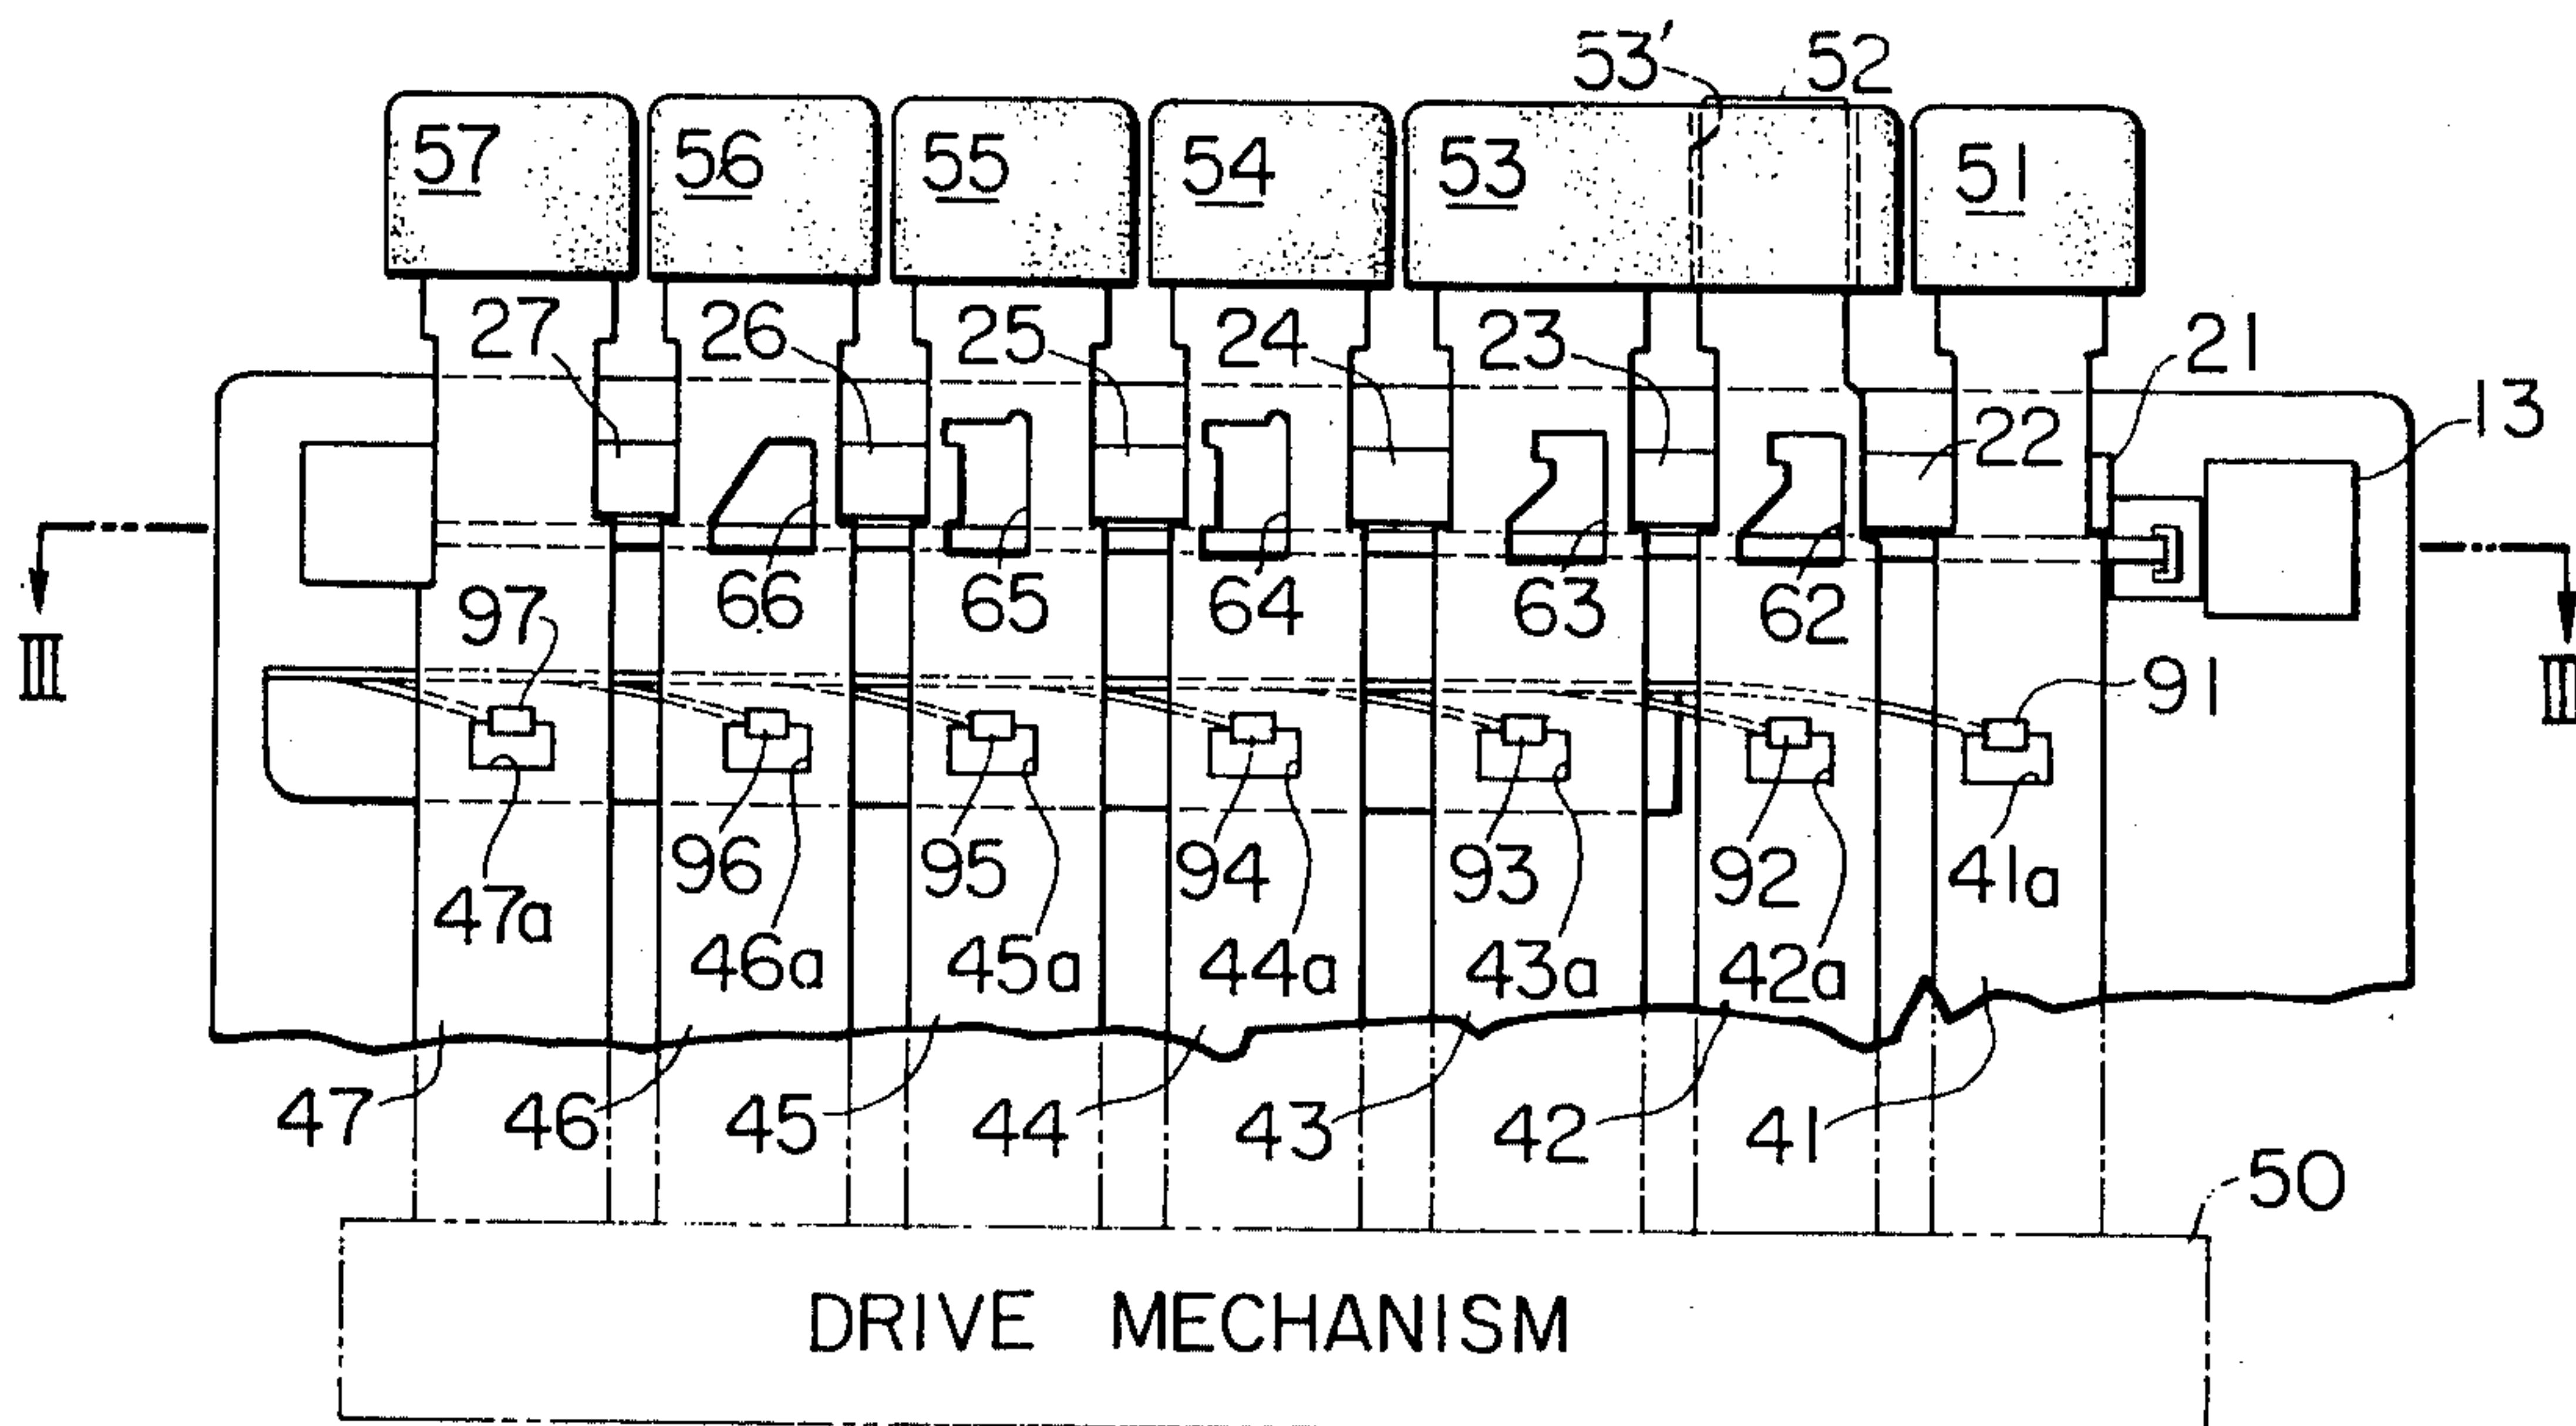 53' 52
57 56 55 54 53 51
27 26 25 24 23 21
22 13
66 65 64 63 62
III III
97 91
96 95 94 93 92 41a
47a 46a 45a 44a 43a 42a
47 46 45 44 43 42 41
50
DRIVE MECHANISM